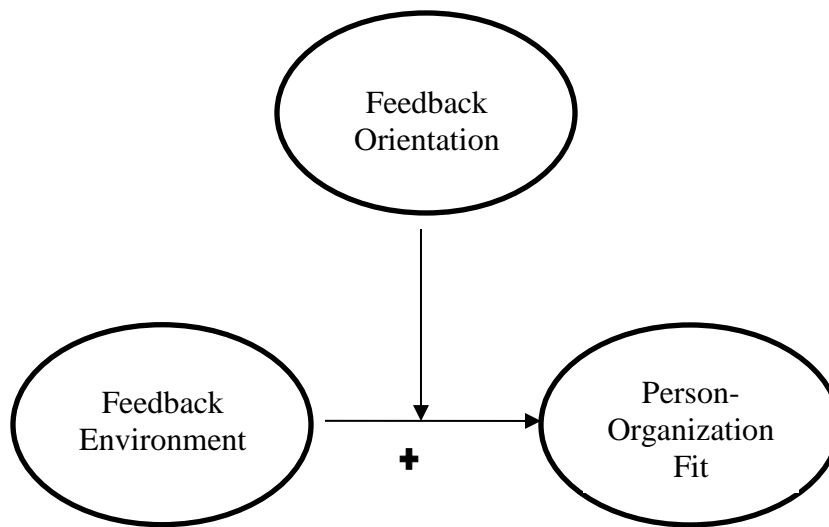 Feedback
Orientation
Feedback
Environment
Person-
Organization
Fit
+